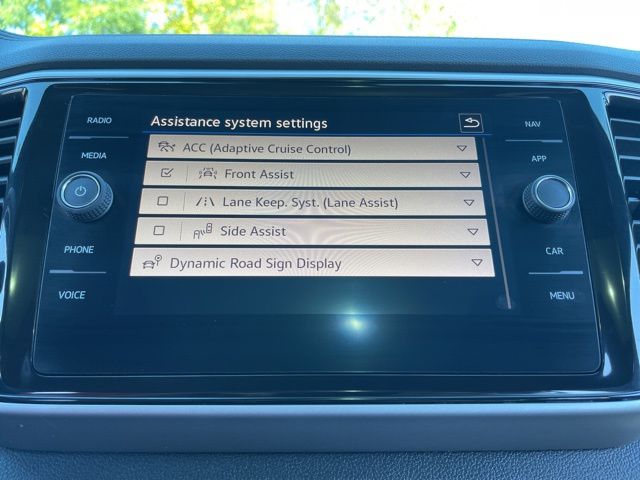 RADIO
MEDIA
PHONE
VOICE
Assistance system settings
ACC (Adaptive Cruise Control)
Front Assist
Lane Keep. Syst. (Lane Assist)
Side Assist
Dynamic Road Sign Display
NAV
APP
CAR
MENU